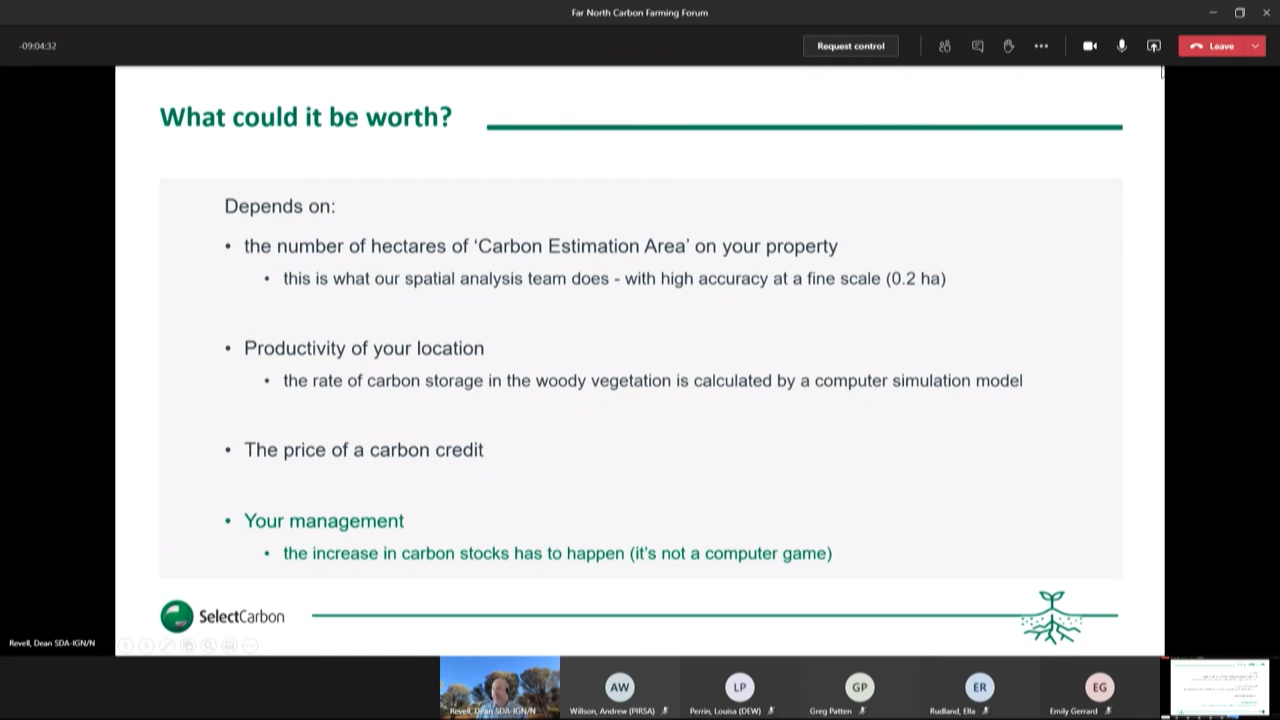 Far North Carbon Farming Forum
-09:04:32
Request control
Leave
What could it be worth?
Depends on:
• the number of hectares of ‘Carbon Estimation Area’ on your property
• this is what our spatial analysis team does - with high accuracy at a fine scale (0.2 ha)
• Productivity of your location
• the rate of carbon storage in the woody vegetation is calculated by a computer simulation model
• The price of a carbon credit
• Your management
• the increase in carbon stocks has to happen (it's not a computer game)
SelectCarbon
Revell, Dean SDA-IGN/N
AW
LP
GP
EG
Revell, Dean SDA-IGN/N
Willson, Andrew (PIRSA)
Perrin, Louisa (DEW)
Greg Patten
Rudland, Ella
Emily Gerrard